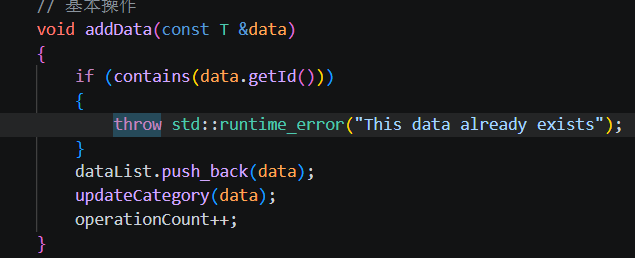 // 基本操作
void addData(const T &data)
{
if (contains(data.getId()))
{
throw std::runtime_error("This data already exists");
}
dataList.push_back(data);
updateCategory(data);
operationCount++;
}